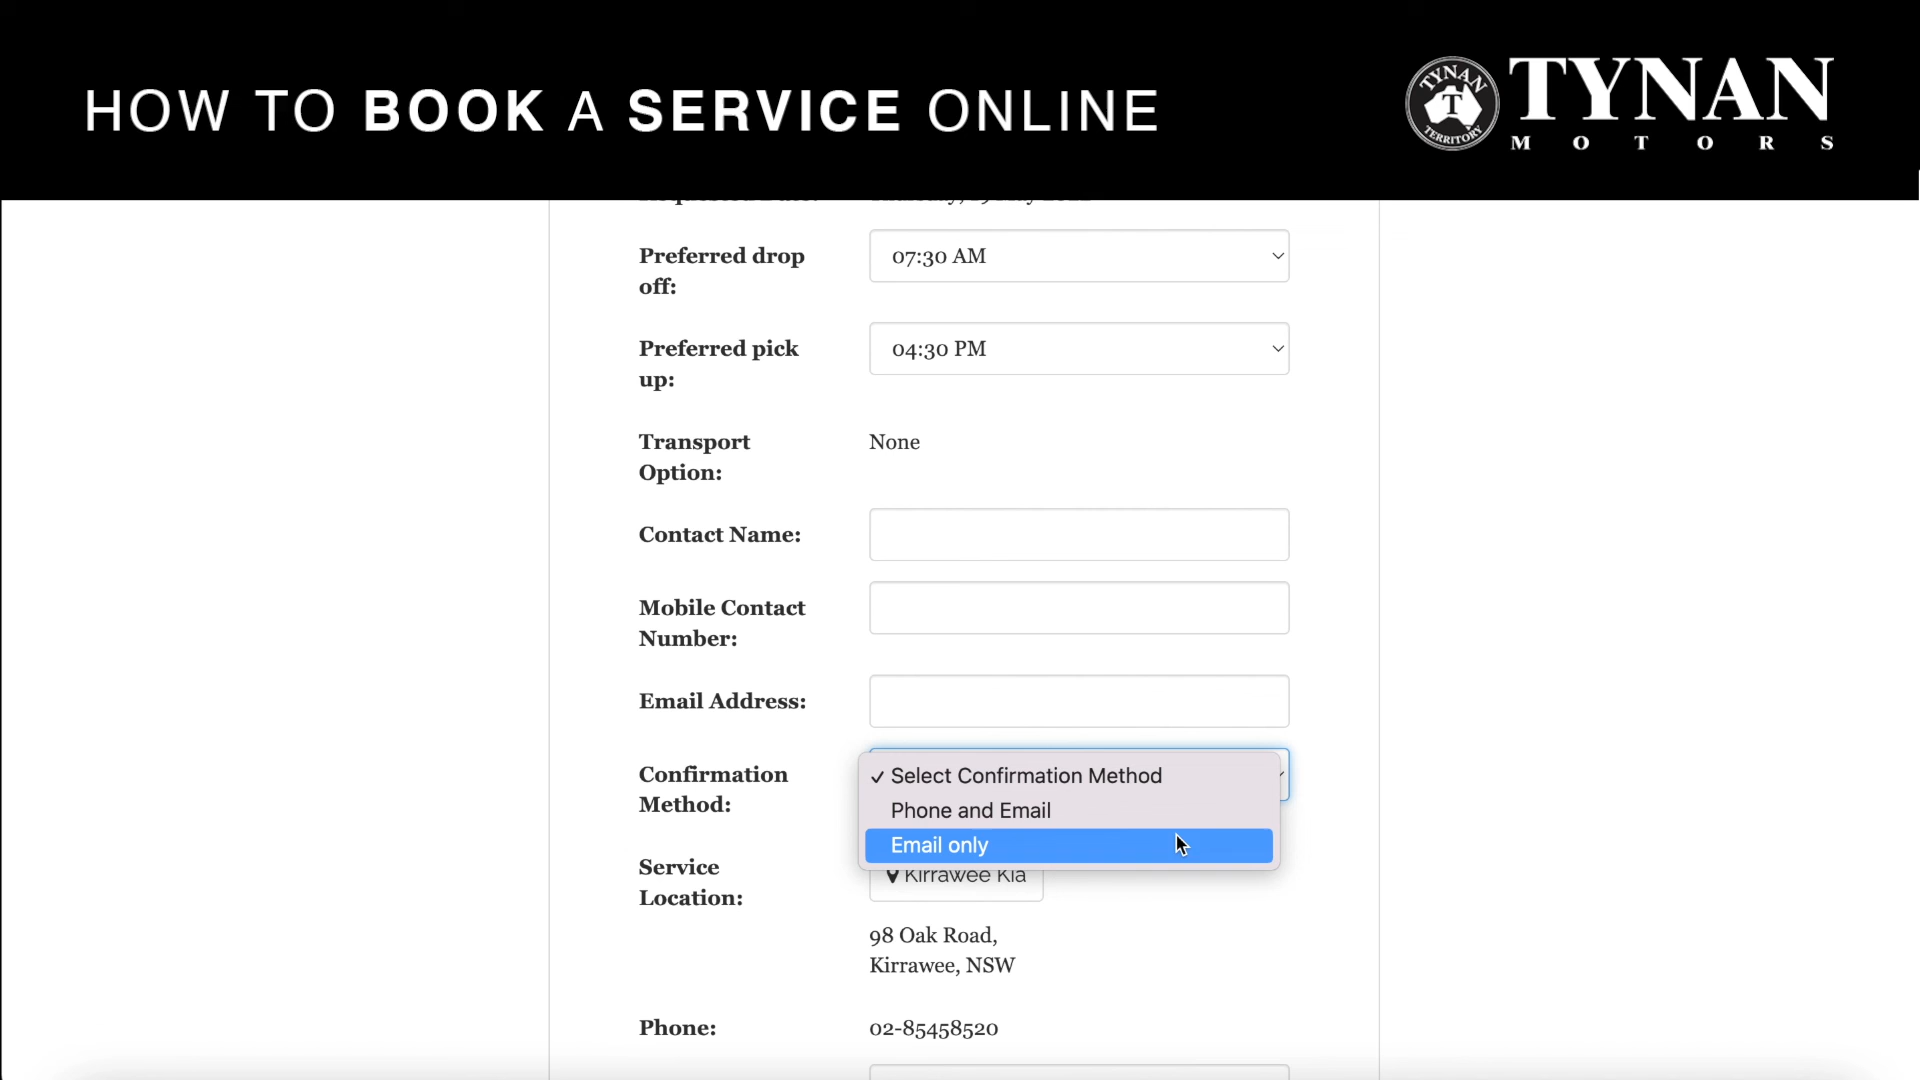 HOW TO BOOK A SERVICE ONLINE
TYNAN
TERRITORY
T
TYNAN
MOTORS
Preferred drop
off:
07:30 AM
Preferred pick
up:
04:30 PM
Transport
Option:
None
Contact Name:
Mobile Contact
Number:
Email Address:
Confirmation
Method:
✓ Select Confirmation Method
Phone and Email
Email only
Service
Location:
Kirrawee Kia
98 Oak Road,
Kirrawee, NSW
Phone:
02-85458520